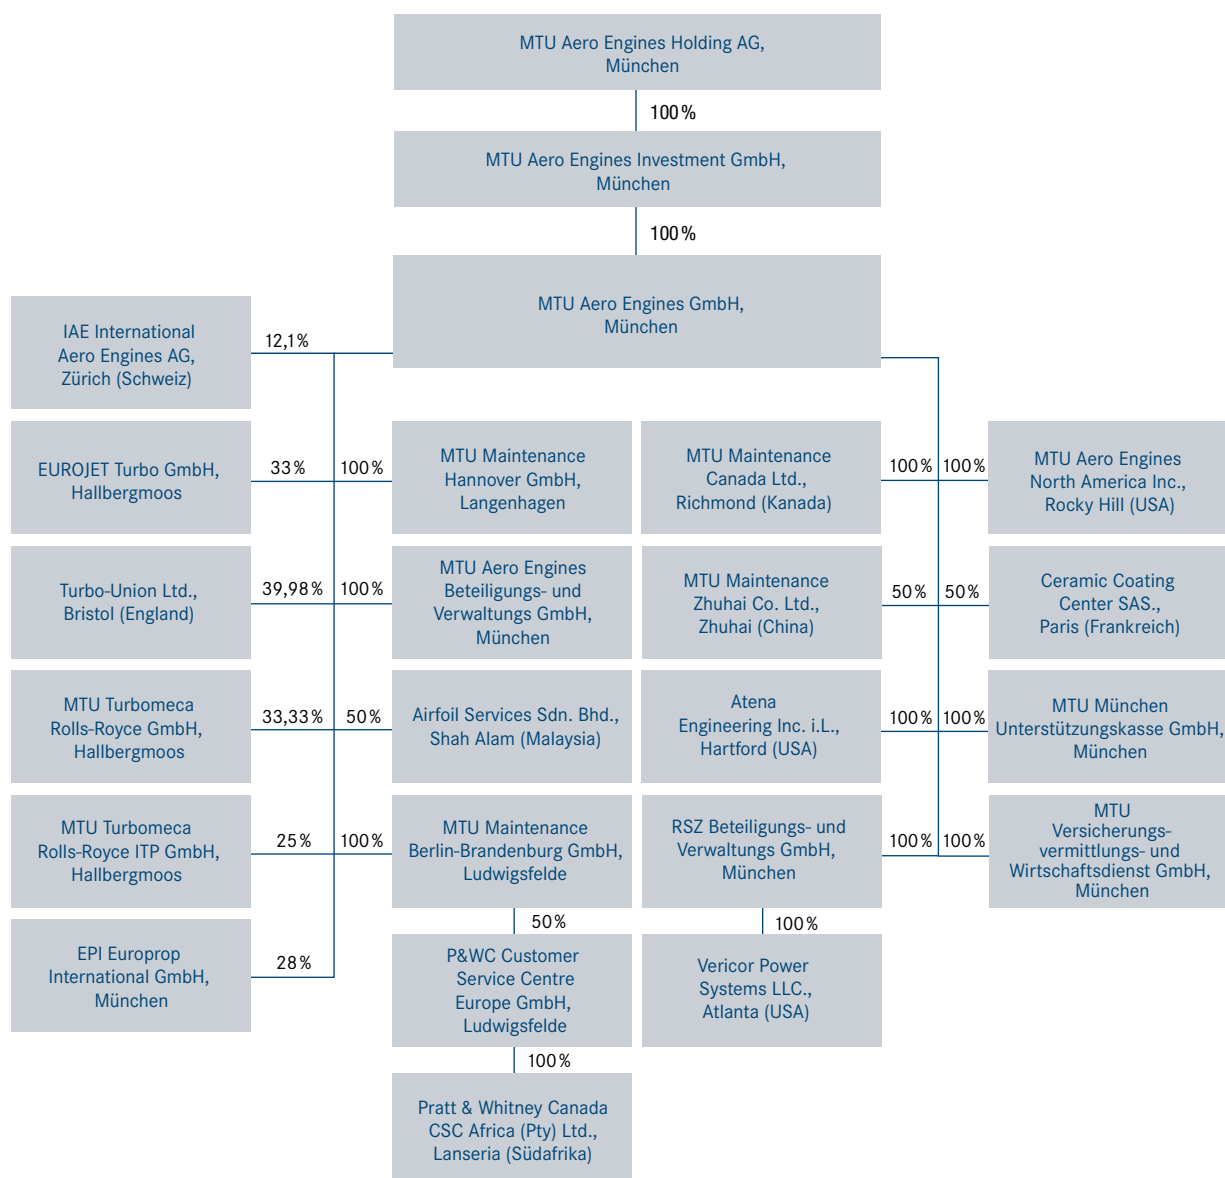 MTU Aero Engines Holding AG,
München
100%
MTU Aero Engines Investment GmbH,
München
100%
MTU Aero Engines GmbH,
München
IAE International
Aero Engines AG,
Zürich (Schweiz)
12,1%
EUROJET Turbo GmbH,
Hallbergmoos
33%
100%
MTU Maintenance
Hannover GmbH,
Langenhagen
MTU Maintenance
Canada Ltd.,
Richmond (Kanada)
100%
100%
MTU Aero Engines
North America Inc.,
Rocky Hill (USA)
Turbo-Union Ltd.,
Bristol (England)
39,98%
100%
MTU Aero Engines
Beteiligungs- und
Verwaltungs GmbH,
München
MTU Maintenance
Zhuhai Co. Ltd.,
Zhuhai (China)
50%
50%
Ceramic Coating
Center SAS.,
Paris (Frankreich)
MTU Turbomeca
Rolls-Royce GmbH,
Hallbergmoos
33,33%
50%
Airfoil Services Sdn. Bhd.,
Shah Alam (Malaysia)
Atena
Engineering Inc. i.L.,
Hartford (USA)
100%
100%
MTU München
Unterstützungskasse GmbH,
München
MTU Turbomeca
Rolls-Royce ITP GmbH,
Hallbergmoos
25%
100%
MTU Maintenance
Berlin-Brandenburg GmbH,
Ludwigsfelde
RSZ Beteiligungs- und
Verwaltungs GmbH,
München
100%
100%
MTU
Versicherungs-
vermittlungs- und
Wirtschaftsdienst GmbH,
München
EPI Europrop
International GmbH,
München
28%
50%
P&WC Customer
Service Centre
Europe GmbH,
Ludwigsfelde
100%
Vericor Power
Systems LLC.,
Atlanta (USA)
100%
Pratt & Whitney Canada
CSC Africa (Pty) Ltd.,
Lanseria (Südafrika)